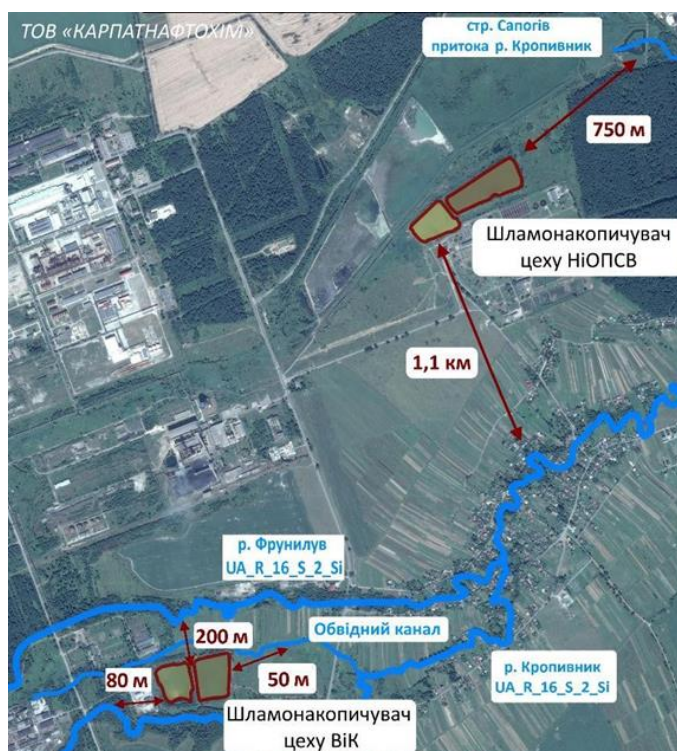 ТОВ «КАРПАТНАФТОХІМ»
стр. Сапогів
притока р. Кропивник
750 м
Шламонакопичувач
цеху НіОПСВ
1,1 км
р. Фрунилув
UA_R_16_S_2_Si
200 м
Обвідний канал
80 м
50 м
р. Кропивник
UA_R_16_S_2_Si
Шламонакопичувач
цеху ВіК